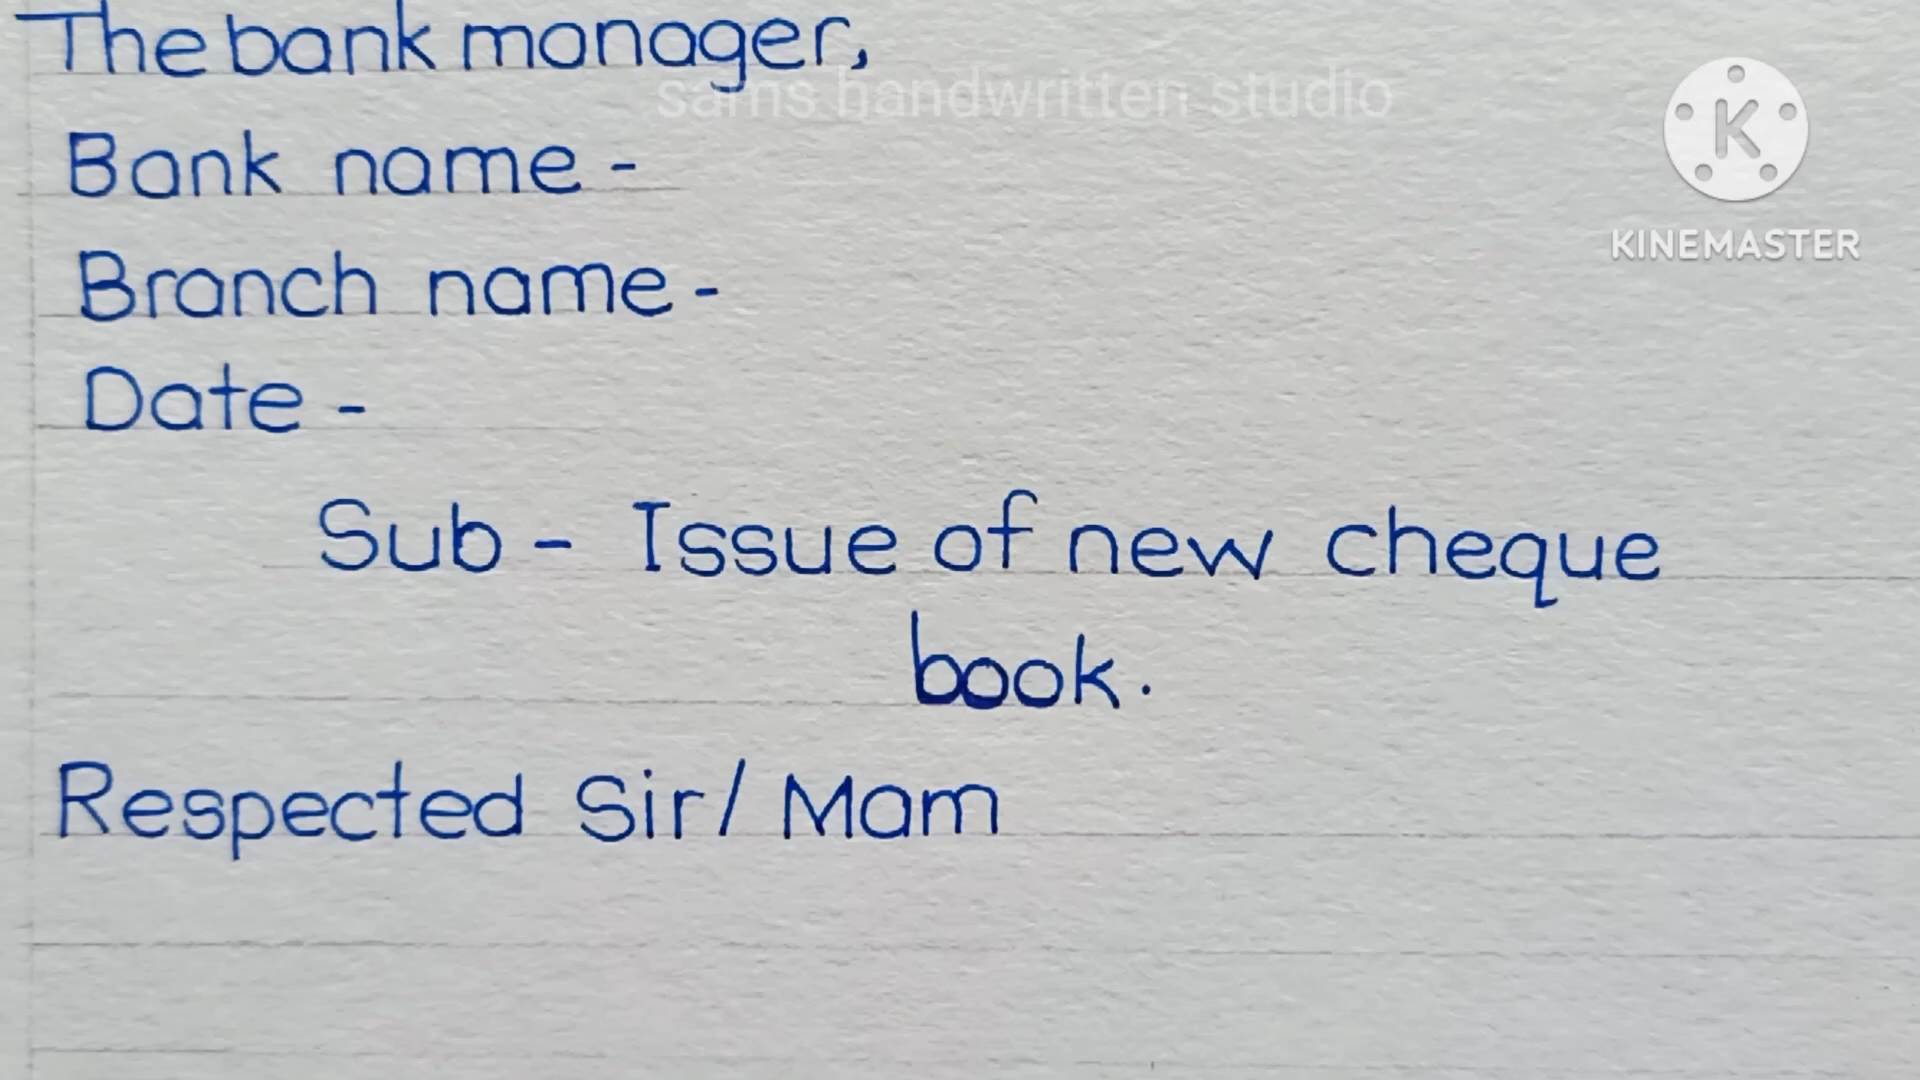 The bank manager,
sams handwritten studio
Bank name -
Branch name -
Date -
Sub - Issue of new cheque
book.
Respected Sir/ Mam
K
KINEMASTER